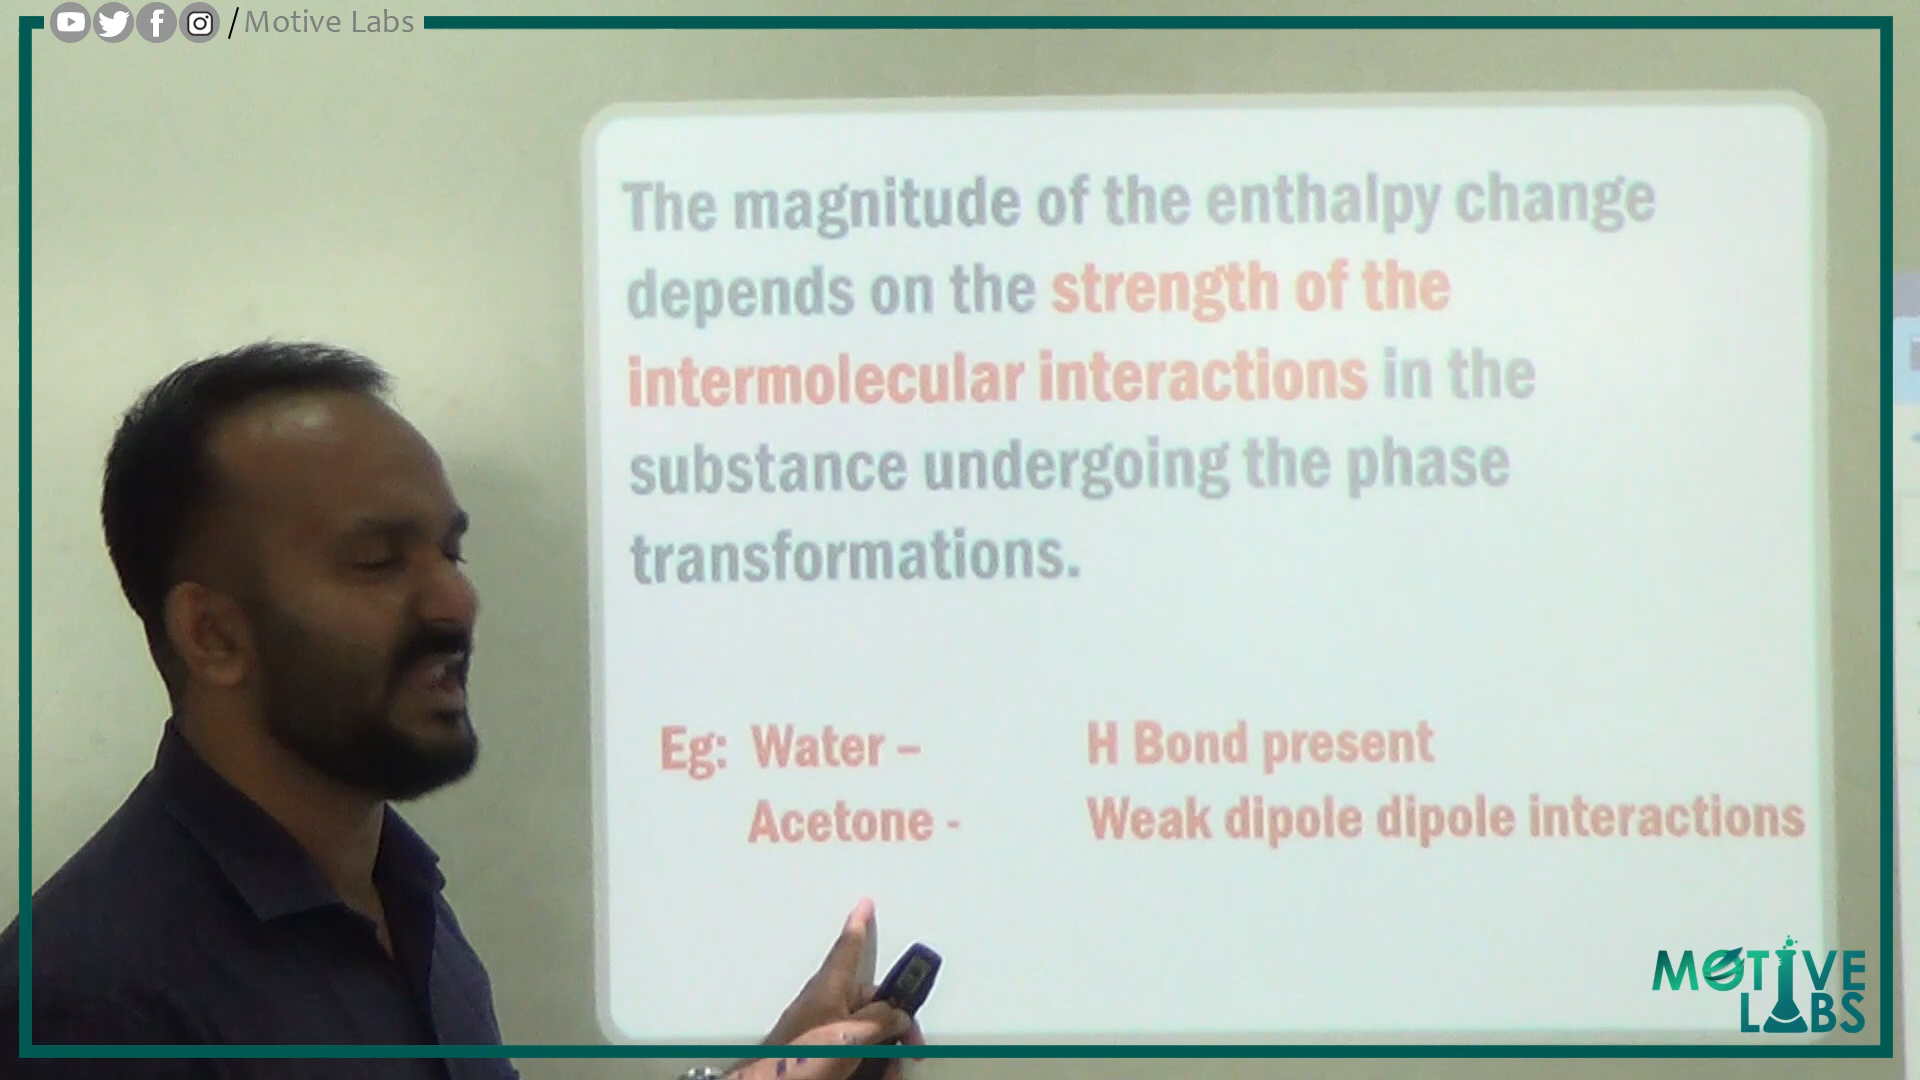 /Motive Labs
The magnitude of the enthalpy change
depends on the strength of the
intermolecular interactions in the
substance undergoing the phase
transformations.
Eg: Water – H Bond present
Acetone - Weak dipole dipole interactions
MOTIVE
LABS